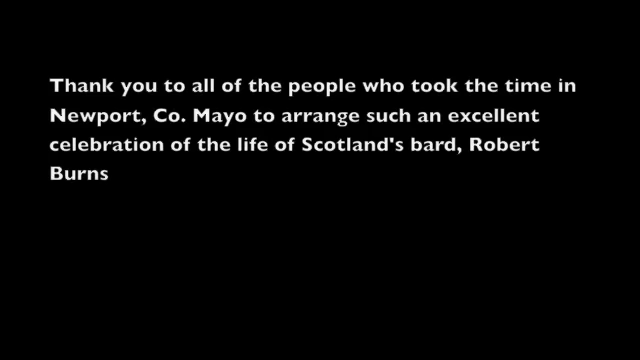 Thank you to all of the people who took the time in
Newport, Co. Mayo to arrange such an excellent
celebration of the life of Scotland's bard, Robert
Burns